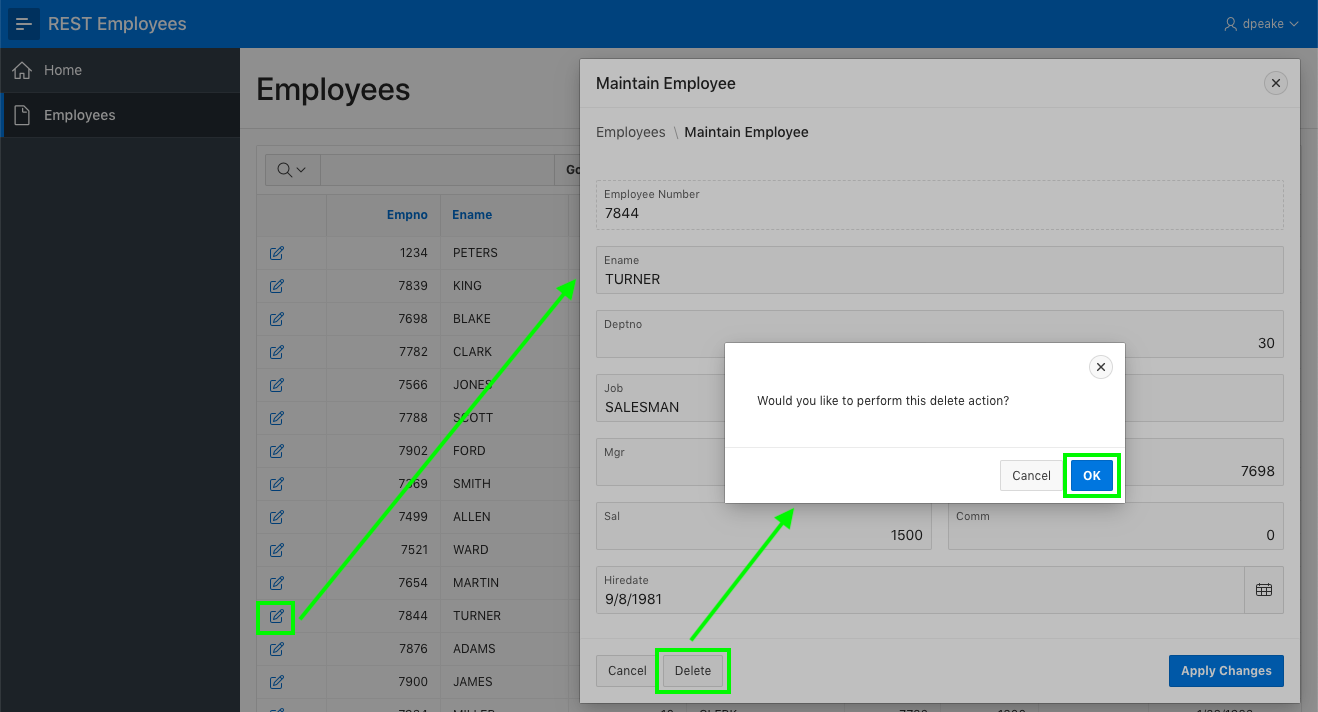 REST Employees
dpeake
Home
Employees
Employees
Go
Empno Ename
1234 PETERS
7839 KING
7698 BLAKE
7782 CLARK
7566 JONES
7788 SCOTT
7902 FORD
7369 SMITH
7499 ALLEN
7521 WARD
7654 MARTIN
7844 TURNER
7876 ADAMS
7900 JAMES
Maintain Employee
Employees \ Maintain Employee
Employee Number
7844
Ename
TURNER
Deptno
30
Job
SALESMAN
Mgr
7698
Sal
1500
Comm
0
Hiredate
9/8/1981
Cancel Delete Apply Changes
Would you like to perform this delete action?
Cancel OK